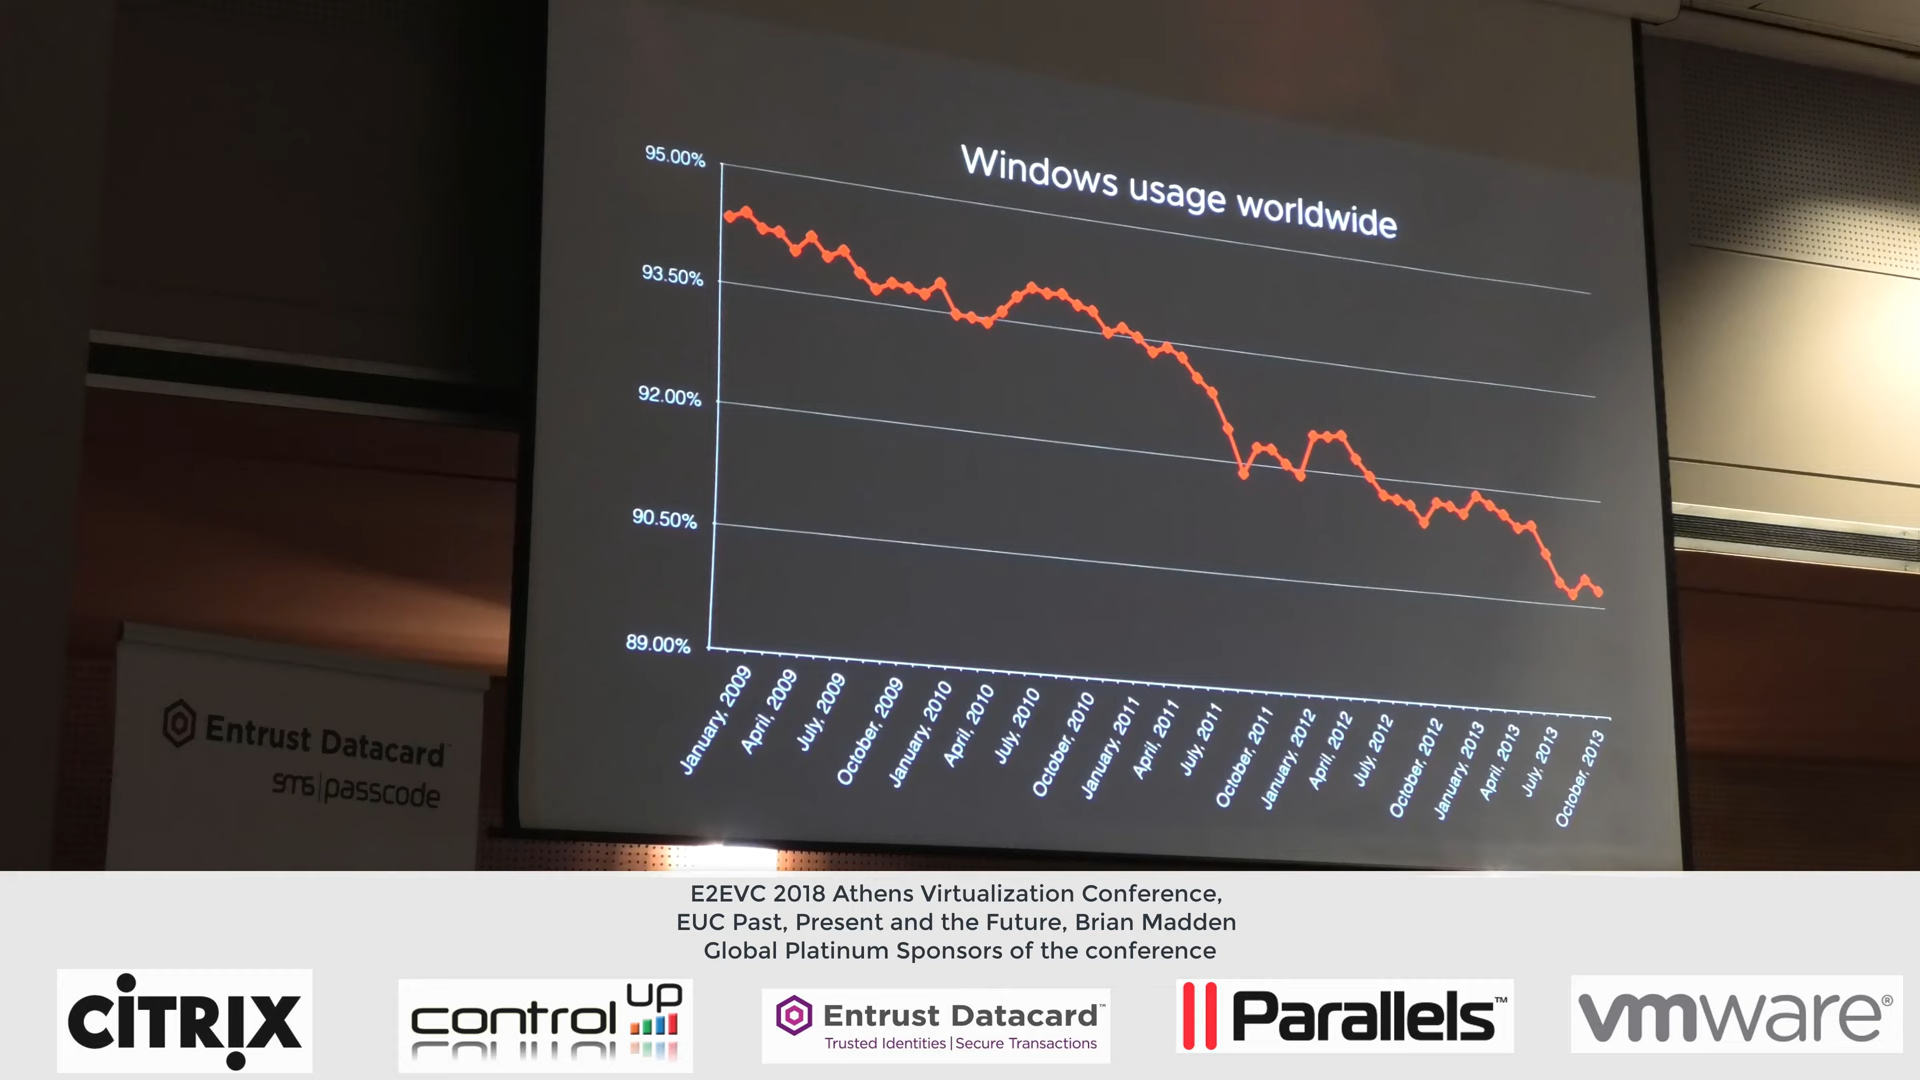 Windows usage worldwide
95.00%
93.50%
92.00%
90.50%
89.00%
January, 2009
April, 2009
July, 2009
October, 2009
January, 2010
April, 2010
July, 2010
October, 2010
January, 2011
April, 2011
July, 2011
October, 2011
January, 2012
April, 2012
July, 2012
October, 2012
January, 2013
April, 2013
July, 2013
October, 2013
Entrust Datacard
SMS|passcode
E2EVC 2018 Athens Virtualization Conference,
EUC Past, Present and the Future, Brian Madden
Global Platinum Sponsors of the conference
CİTRIX
control UP
Entrust Datacard™
Trusted Identities | Secure Transactions
Parallels™
vmware®